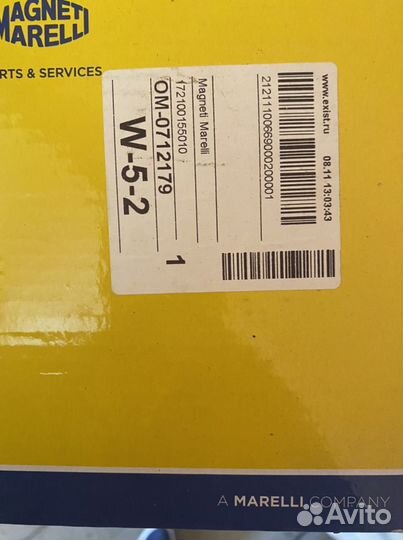 MAGNETI
MARELLI
RTS & SERVICES
www.exist.ru
08.11 13:03:43
2121111006690002000001
Magneti Marelli
172100155010
OM-0712179
1
W-5-2
A MARELLI COMPANY
Avito